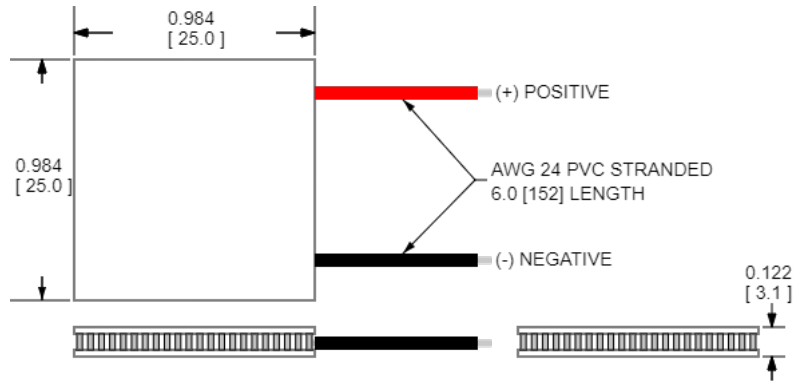 0.984
[ 25.0 ]
(+) POSITIVE
0.984
[ 25.0 ]
AWG 24 PVC STRANDED
6.0 [152] LENGTH
(-) NEGATIVE
0.122
[ 3.1 ]